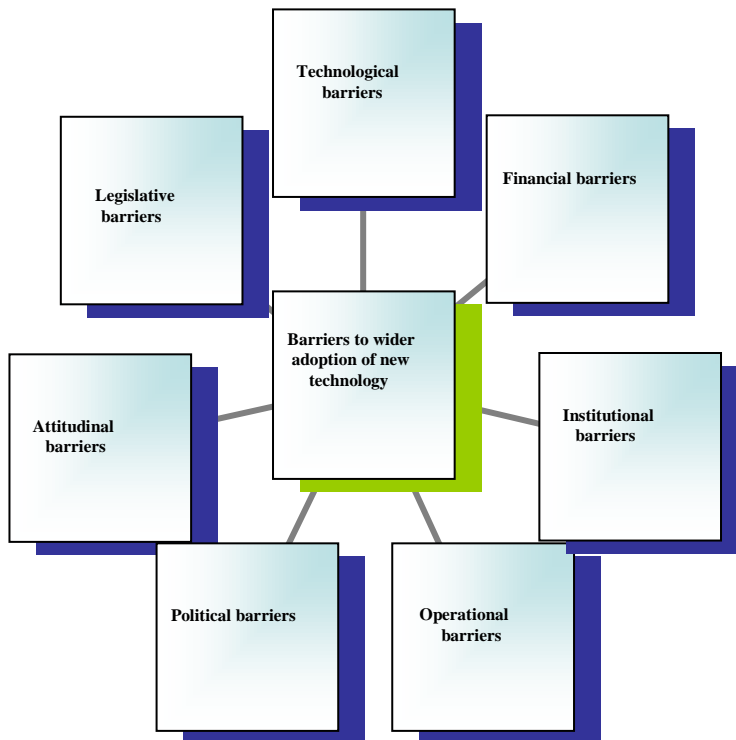 Technological
barriers
Legislative
barriers
Financial barriers
Barriers to wider
adoption of new
technology
Attitudinal
barriers
Institutional
barriers
Political barriers
Operational
barriers